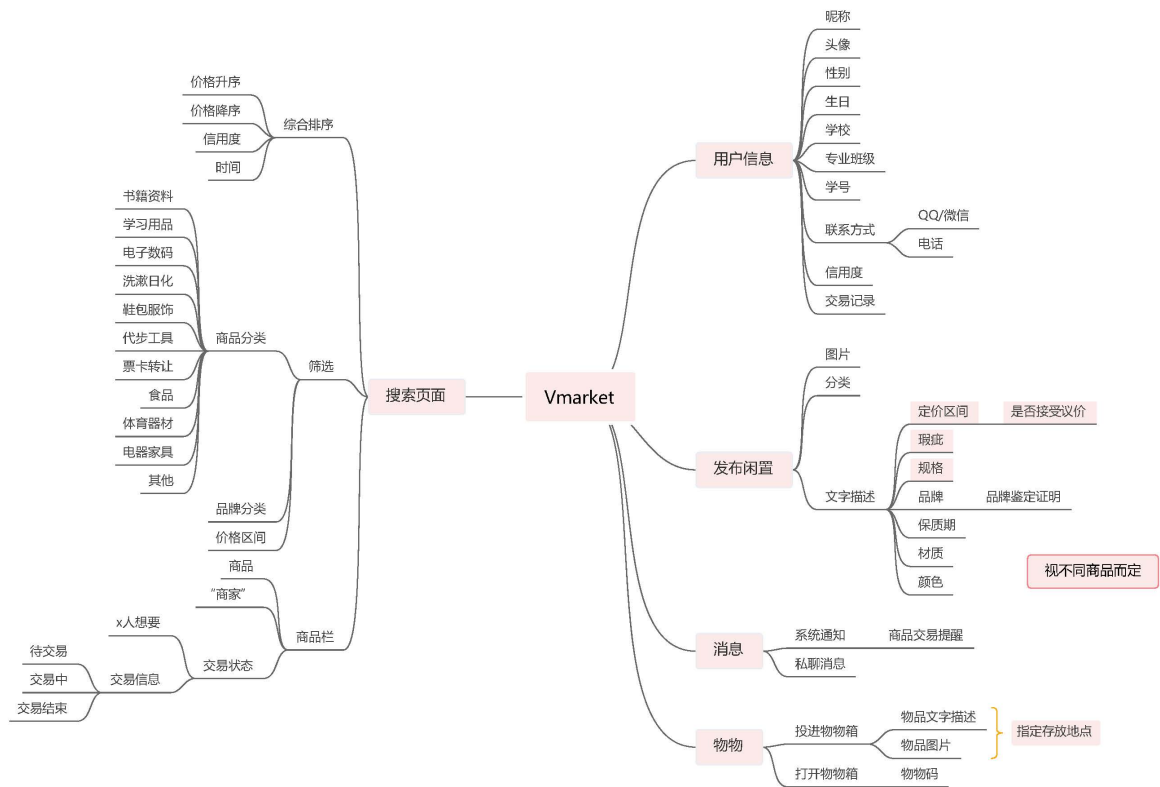 Vmarket
用户信息
昵称
头像
性别
生日
学校
专业班级
学号
联系方式
QQ/微信
电话
信用度
交易记录
发布闲置
图片
分类
文字描述
定价区间
是否接受议价
瑕疵
规格
品牌
品牌鉴定证明
保质期
材质
颜色
视不同商品而定
消息
系统通知
商品交易提醒
私聊消息
物物
投进物物箱
物品文字描述
物品图片
指定存放地点
打开物物箱
物物码
搜索页面
综合排序
价格升序
价格降序
信用度
时间
筛选
商品分类
书籍资料
学习用品
电子数码
洗漱日化
鞋包服饰
代步工具
票卡转让
食品
体育器材
电器家具
其他
品牌分类
价格区间
商品栏
商品
“商家”
交易状态
x人想要
交易信息
待交易
交易中
交易结束